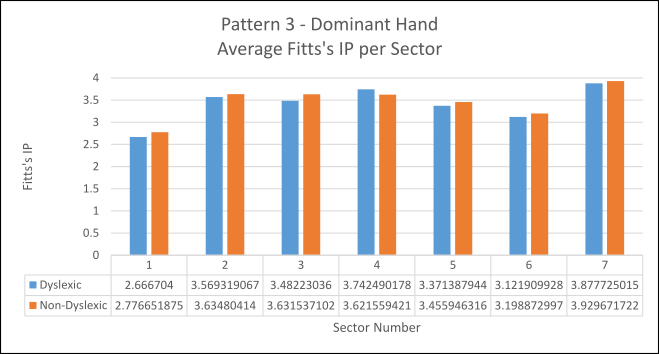 Pattern 3 - Dominant Hand
Average Fitts's IP per Sector
Fitts's IP
4
3.5
3
2.5
2
1.5
1
0.5
0
1 2 3 4 5 6 7
Dyslexic 2.666704 3.569319067 3.48223036 3.742490178 3.371387944 3.121909928 3.877725015
Non-Dyslexic 2.776651875 3.63480414 3.631537102 3.621559421 3.455946316 3.198872997 3.929671722
Sector Number